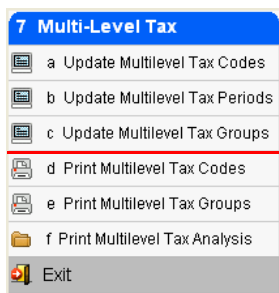 7 Multi-Level Tax
a Update Multilevel Tax Codes
b Update Multilevel Tax Periods
c Update Multilevel Tax Groups
d Print Multilevel Tax Codes
e Print Multilevel Tax Groups
f Print Multilevel Tax Analysis
Exit